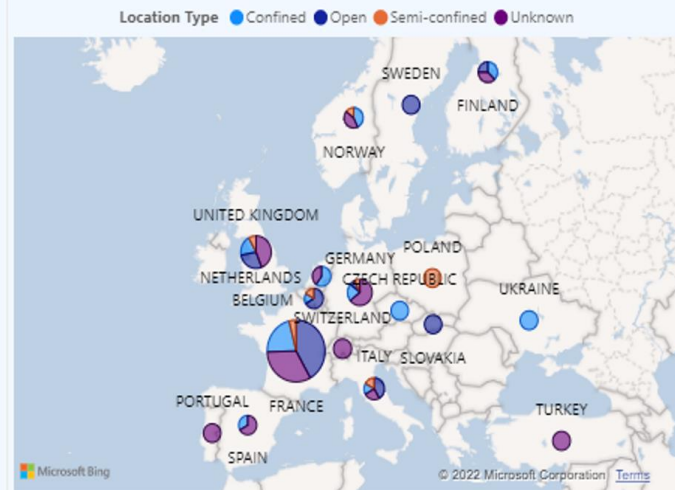 Location Type Confined Open Semi-confined Unknown
SWEDEN
FINLAND
NORWAY
UNITED KINGDOM
POLAND
GERMANY
NETHERLANDS
CZECH REPUBLIC
UKRAINE
BELGIUM
SWITZERLAND
ITALY
SLOVAKIA
PORTUGAL
FRANCE
TURKEY
SPAIN
Microsoft Bing
© 2022 Microsoft Corporation Terms